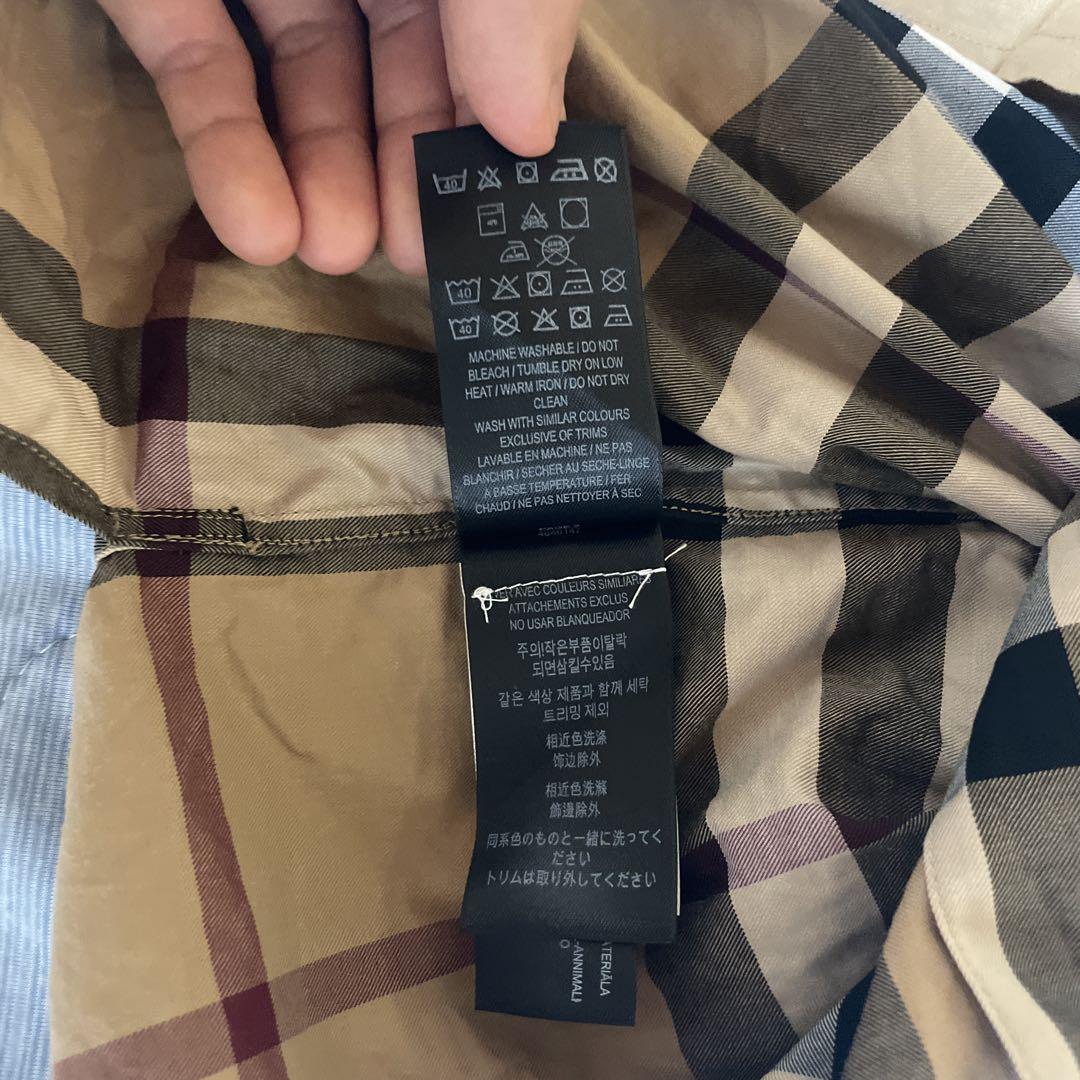 40
40
40
MACHINE WASHABLE / DO NOT
BLEACH / TUMBLE DRY ON LOW
HEAT / WARM IRON / DO NOT DRY
CLEAN
WASH WITH SIMILAR COLOURS
EXCLUSIVE OF TRIMS
LAVABLE EN MACHINE / NE PAS
BLANCHIR / SECHER AU SECHE-LINGE
A BASSE TEMPERATURE / FER
CHAUD / NE PAS NETTOYER À SEC
AVEC COULEURS SIMILIARES
ATTACHEMENTS EXCLUS
NO USAR BLANQUEADOR
주의!작은부품이탈락
되면삼킬수있음
같은 색상 제품과 함께 세탁
트리밍 제외
相近色洗涤
饰边除外
相近色洗滌
飾邊除外
同系色のものと一緒に洗ってく
ださい
トリムは取り外してください